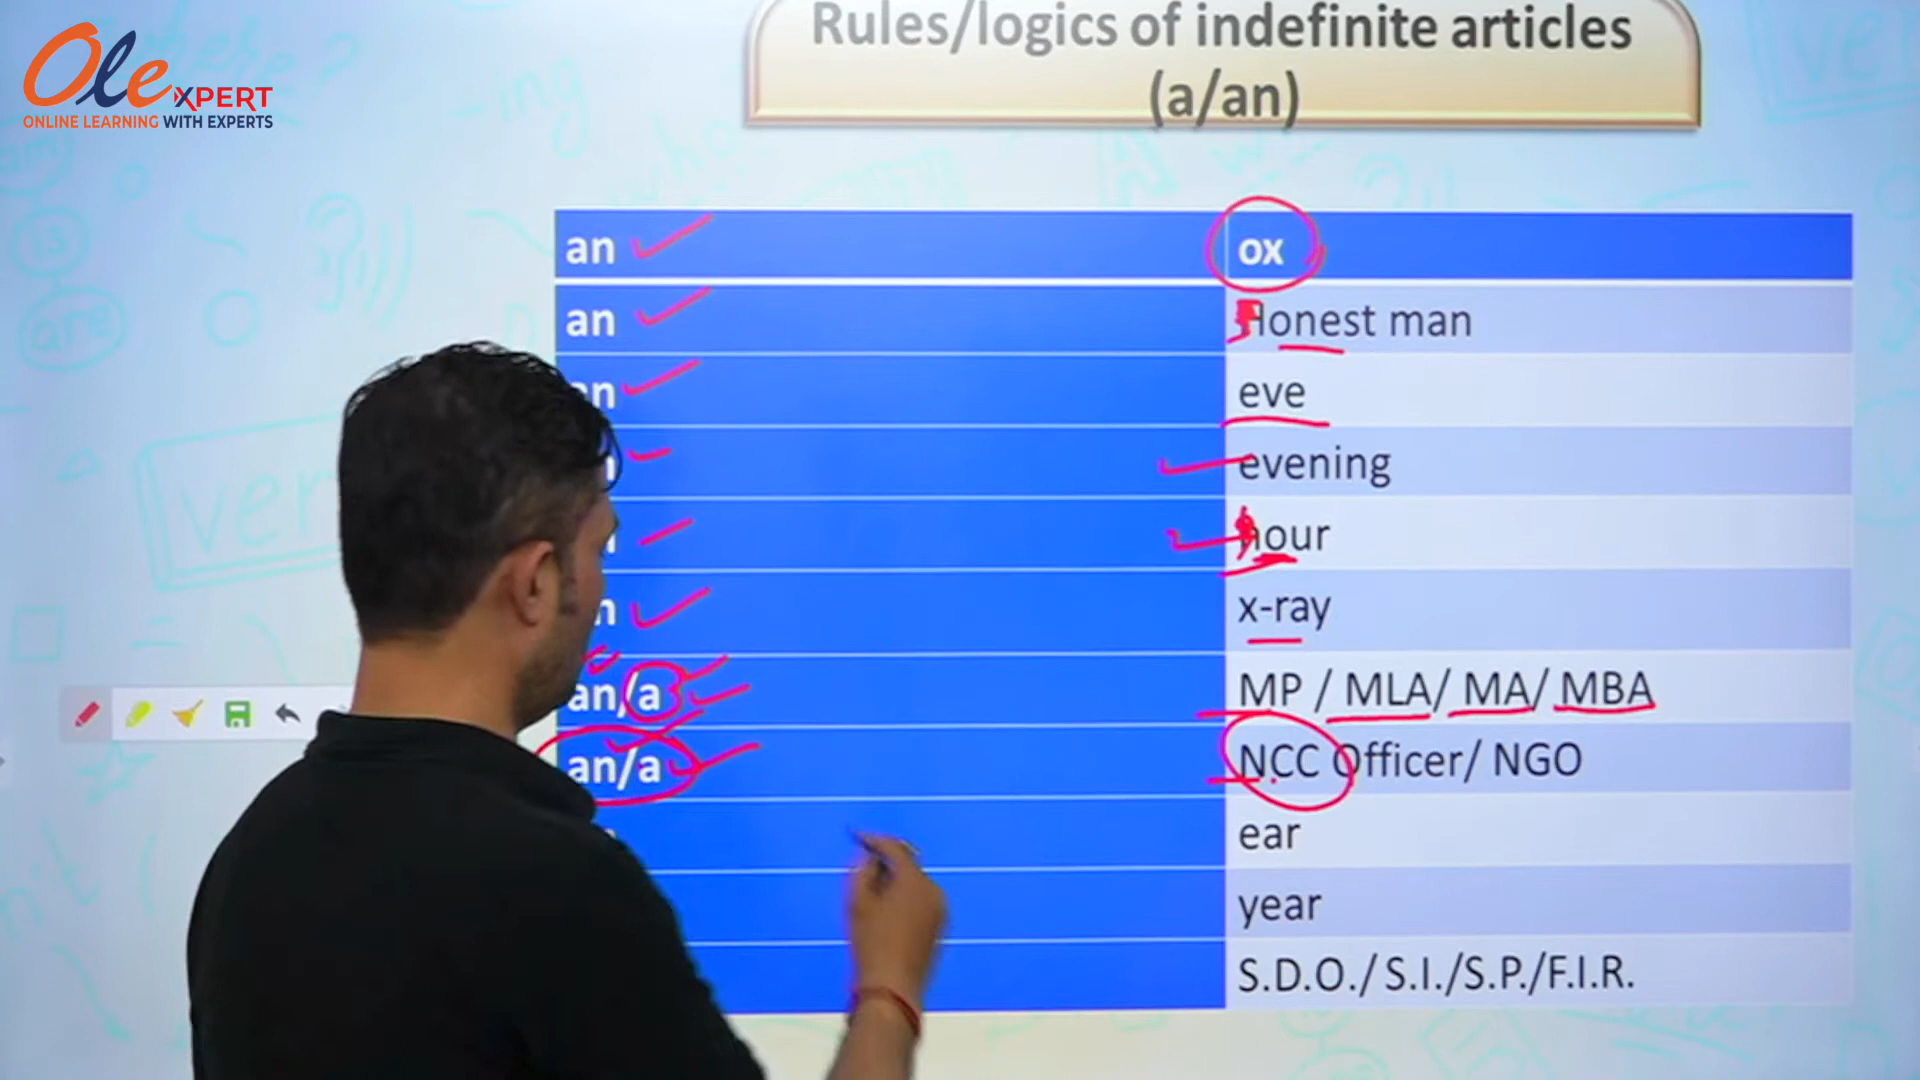 Ole XPERT
ONLINE LEARNING WITH EXPERTS
Rules/logics of indefinite articles
(a/an)
an ox
an Honest man
an eve
evening
hour
x-ray
an/a MP / MLA/ MA/ MBA
an/a NCC Officer/ NGO
ear
year
S.D.O./ S.I./S.P./F.I.R.